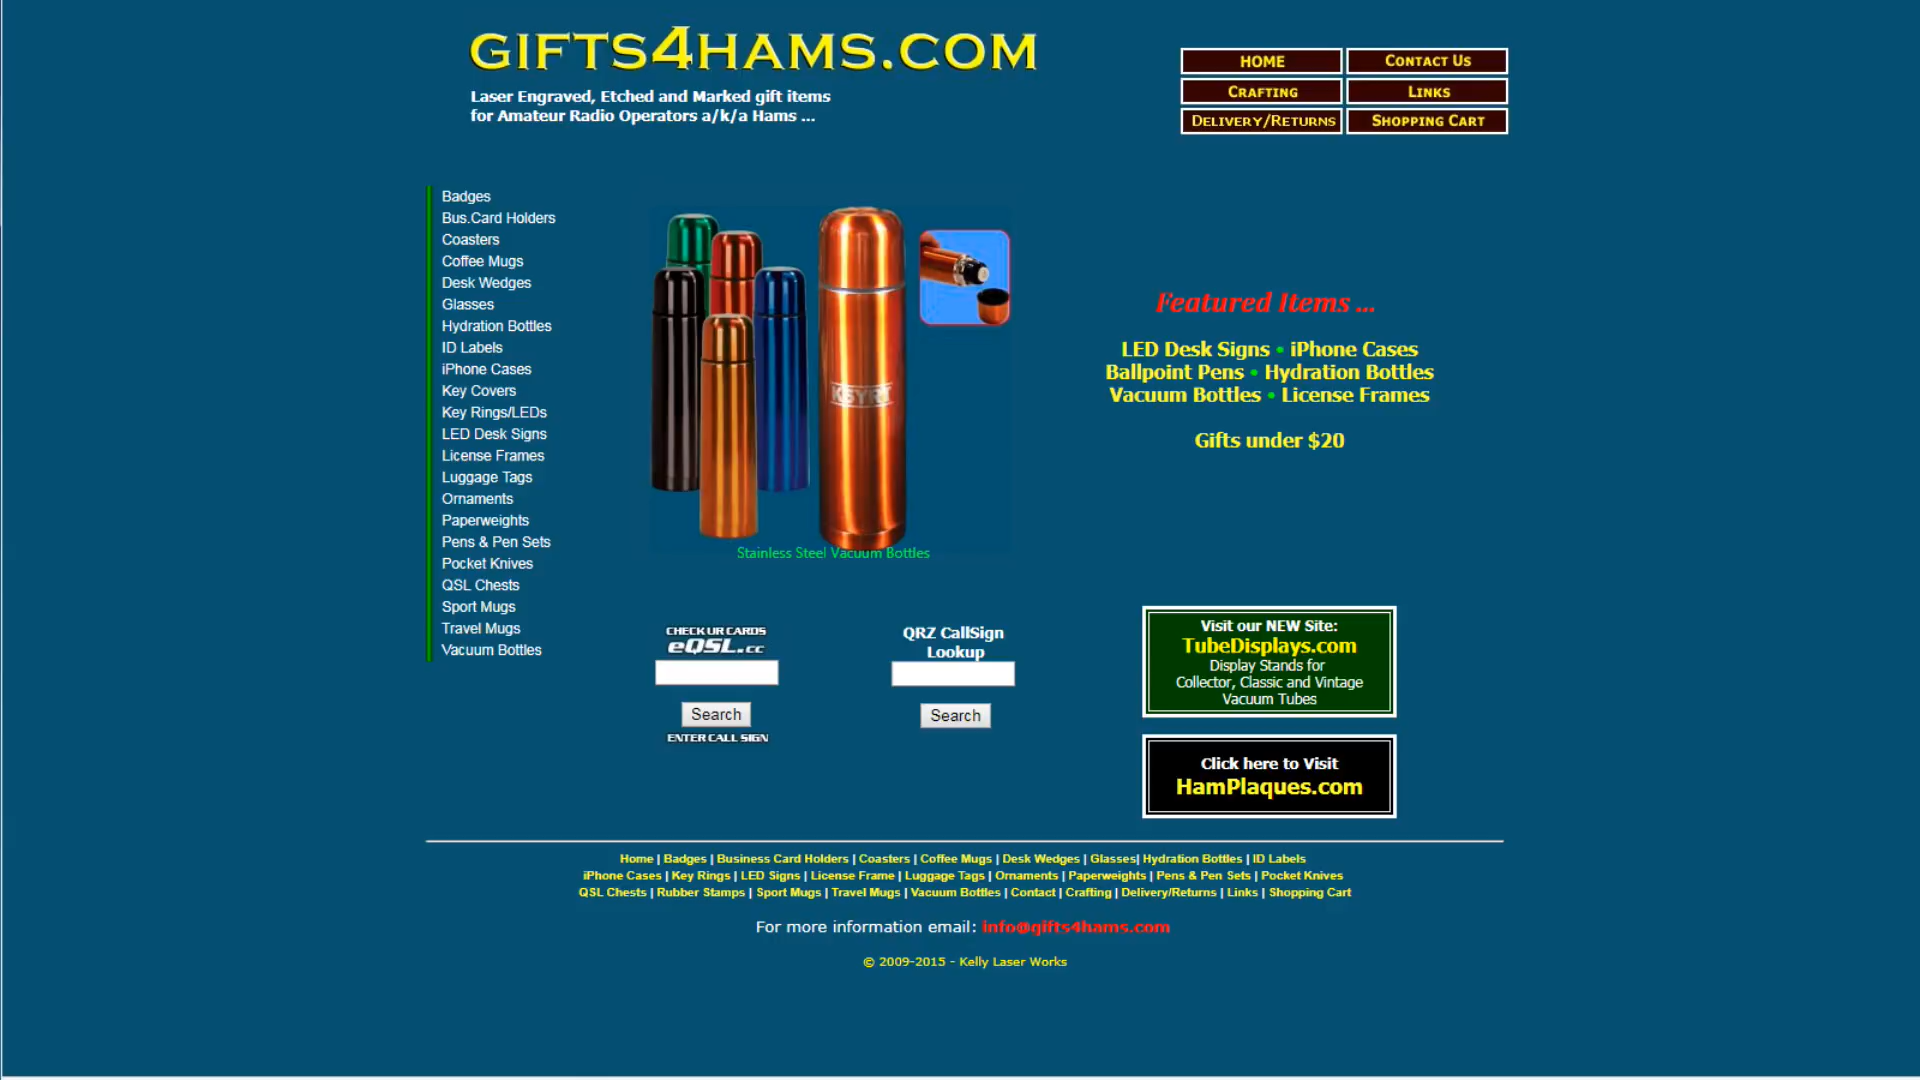 GIFTS4HAMS.COM
Laser Engraved, Etched and Marked gift items
for Amateur Radio Operators a/k/a Hams ...
HOME
CONTACT US
CRAFTING
LINKS
DELIVERY/RETURNS
SHOPPING CART
Badges
Bus.Card Holders
Coasters
Coffee Mugs
Desk Wedges
Glasses
Hydration Bottles
ID Labels
iPhone Cases
Key Covers
Key Rings/LEDs
LED Desk Signs
License Frames
Luggage Tags
Ornaments
Paperweights
Pens & Pen Sets
Pocket Knives
QSL Chests
Sport Mugs
Travel Mugs
Vacuum Bottles
Stainless Steel Vacuum Bottles
Featured Items ...
LED Desk Signs • iPhone Cases
Ballpoint Pens • Hydration Bottles
Vacuum Bottles • License Frames
Gifts under $20
CHECK UR CARDS
eQSL.cc
Search
ENTER CALL SIGN
QRZ CallSign
Lookup
Search
Visit our NEW Site:
TubeDisplays.com
Display Stands for
Collector, Classic and Vintage
Vacuum Tubes
Click here to Visit
HamPlaques.com
Home | Badges | Business Card Holders | Coasters | Coffee Mugs | Desk Wedges | Glasses| Hydration Bottles | ID Labels
iPhone Cases | Key Rings | LED Signs | License Frame | Luggage Tags | Ornaments | Paperweights | Pens & Pen Sets | Pocket Knives
QSL Chests | Rubber Stamps | Sport Mugs | Travel Mugs | Vacuum Bottles | Contact | Crafting | Delivery/Returns | Links | Shopping Cart
For more information email: info@gifts4hams.com
© 2009-2015 - Kelly Laser Works